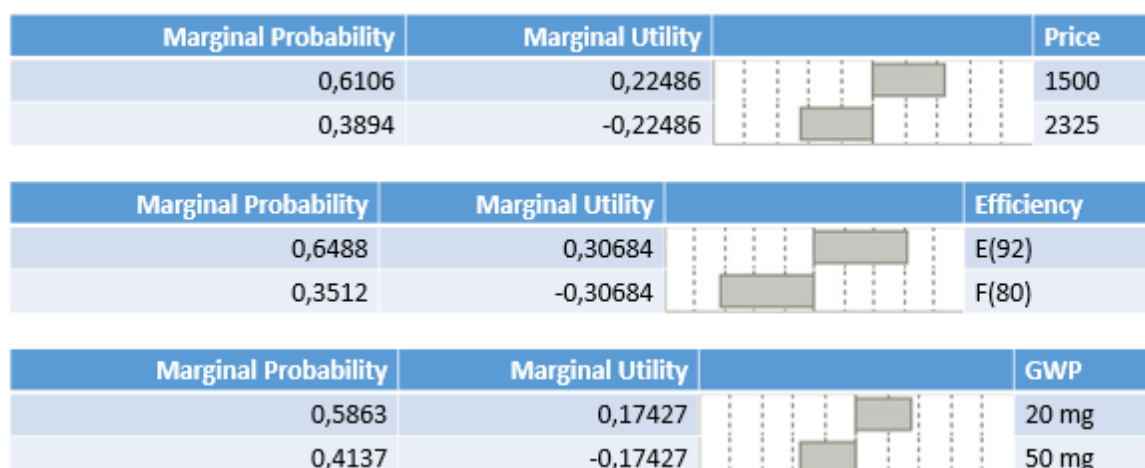 Marginal Probability Marginal Utility Price
0,6106 0,22486 1500
0,3894 -0,22486 2325
Marginal Probability Marginal Utility Efficiency
0,6488 0,30684 E(92)
0,3512 -0,30684 F(80)
Marginal Probability Marginal Utility GWP
0,5863 0,17427 20 mg
0,4137 -0,17427 50 mg